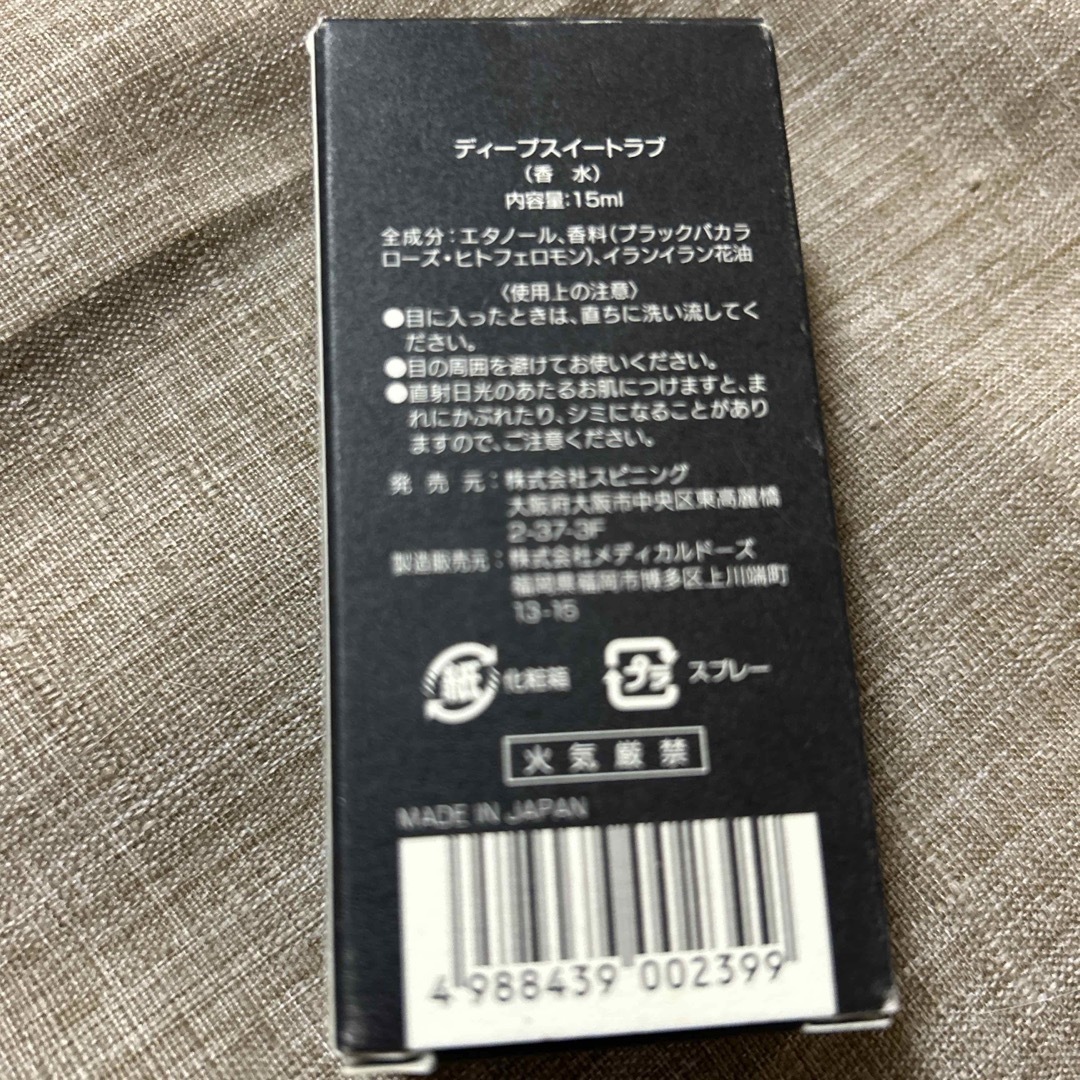 ディープスイートラブ
(香 水)
内容量:15ml
全成分:エタノール、香料(ブラックバカラ
ローズ・ヒトフェロモン)、イランイラン花油
〈使用上の注意〉
●目に入ったときは、直ちに洗い流してく
ださい。
●目の周囲を避けてお使いください。
●直射日光のあたるお肌につけますと、ま
れにかぶれたり、シミになることがあり
ますので、ご注意ください。
発 売 元:株式会社スピニング
大阪府大阪市中央区東高麗橋
2-37-3F
製造販売元:株式会社メディカルドーズ
福岡県福岡市博多区上川端町
13-15
紙 化粧箱 プラ スプレー
火気厳禁
MADE IN JAPAN
4 988439 002399